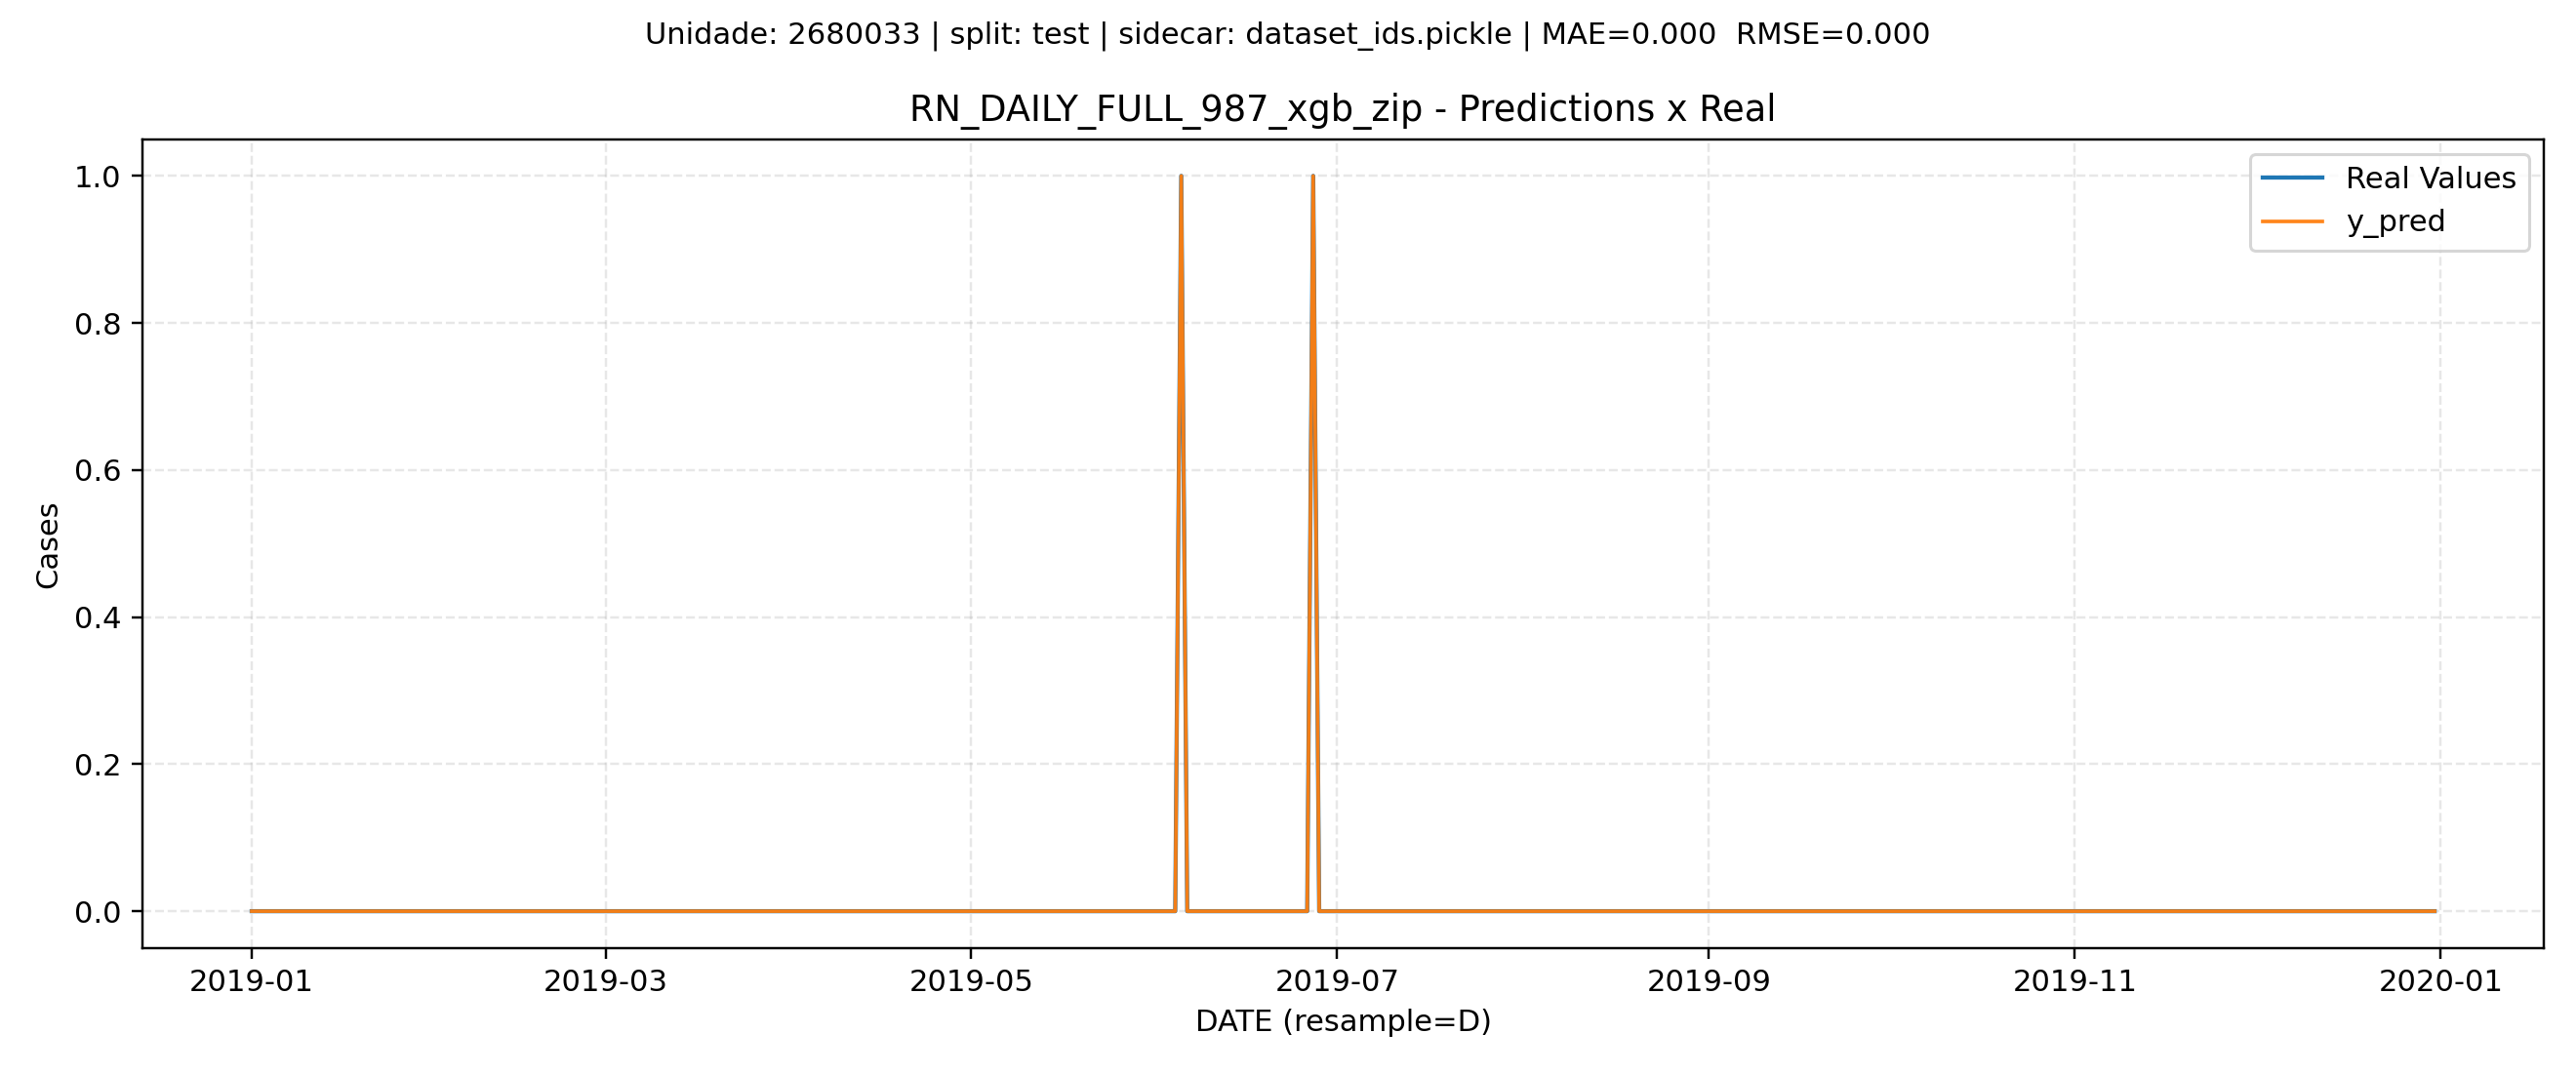 Unidade: 2680033 | split: test | sidecar: dataset_ids.pickle | MAE=0.000  RMSE=0.000
RN_DAILY_FULL_987_xgb_zip - Predictions x Real
Real Values
y_pred
1.0
0.8
0.6
0.4
0.2
0.0
Cases
2019-01 2019-03 2019-05 2019-07 2019-09 2019-11 2020-01
DATE (resample=D)